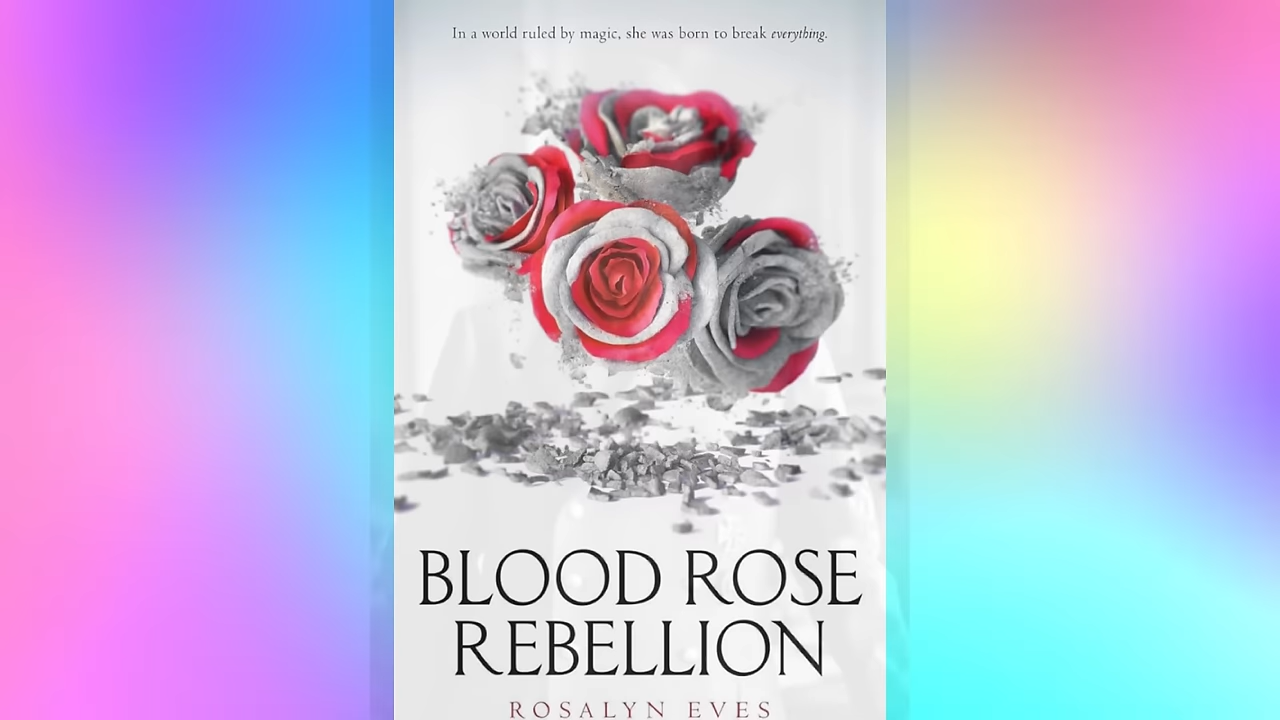 In a world ruled by magic, she was born to break everything.
BLOOD ROSE
REBELLION
ROSALYN EVES